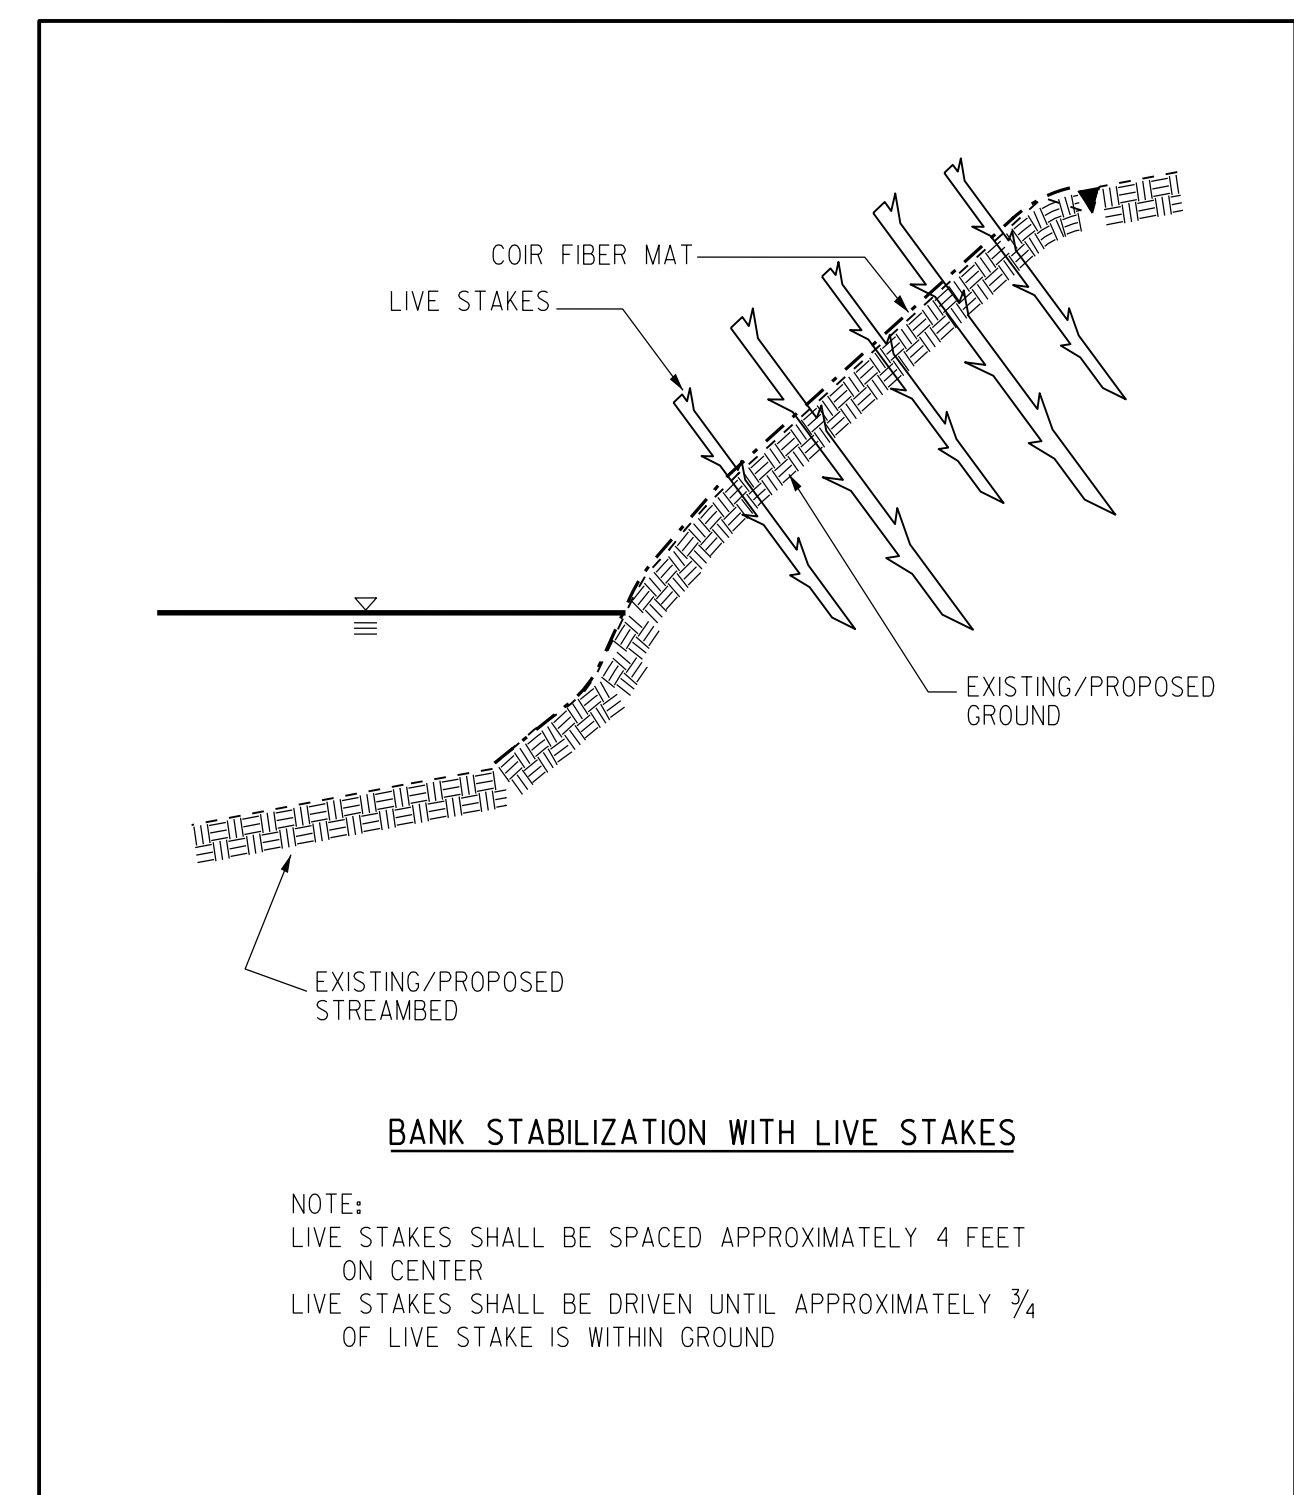 COIR FIBER MAT
LIVE STAKES
EXISTING/PROPOSED
GROUND
EXISTING/PROPOSED
STREAMBED
BANK STABILIZATION WITH LIVE STAKES
NOTE:
LIVE STAKES SHALL BE SPACED APPROXIMATELY 4 FEET
ON CENTER
LIVE STAKES SHALL BE DRIVEN UNTIL APPROXIMATELY 3/4
OF LIVE STAKE IS WITHIN GROUND